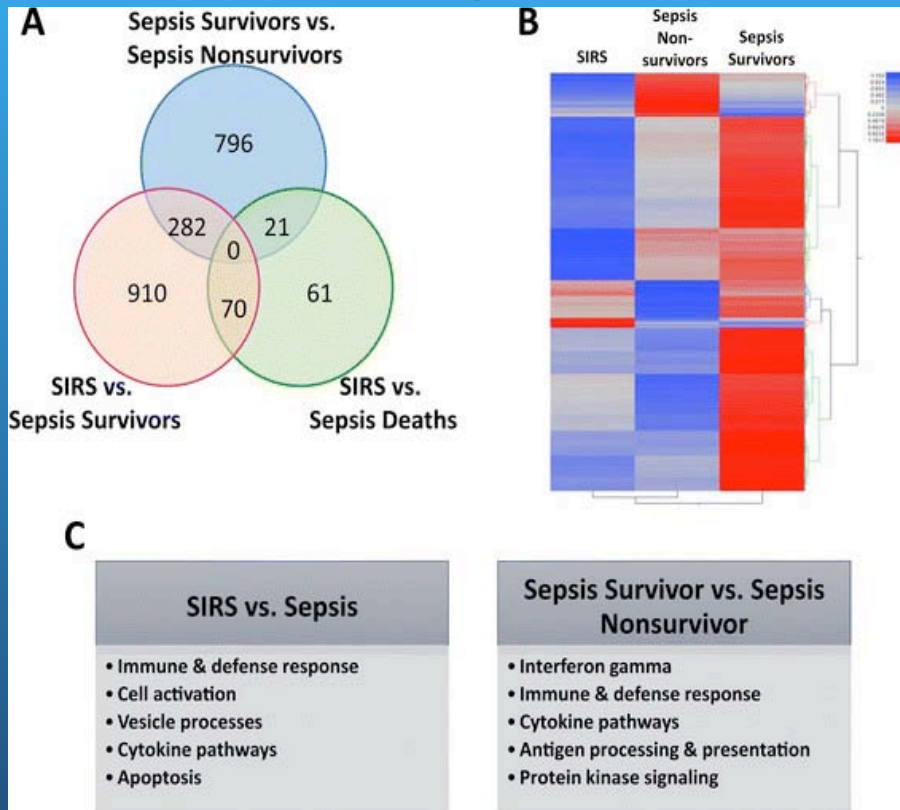 A
Sepsis Survivors vs.
Sepsis Nonsurvivors
796
282
21
0
910
70
61
SIRS vs.
Sepsis Survivors
SIRS vs.
Sepsis Deaths
B
SIRS
Sepsis
Non-
survivors
Sepsis
Survivors
C
SIRS vs. Sepsis
• Immune & defense response
• Cell activation
• Vesicle processes
• Cytokine pathways
• Apoptosis
Sepsis Survivor vs. Sepsis
Nonsurvivor
• Interferon gamma
• Immune & defense response
• Cytokine pathways
• Antigen processing & presentation
• Protein kinase signaling